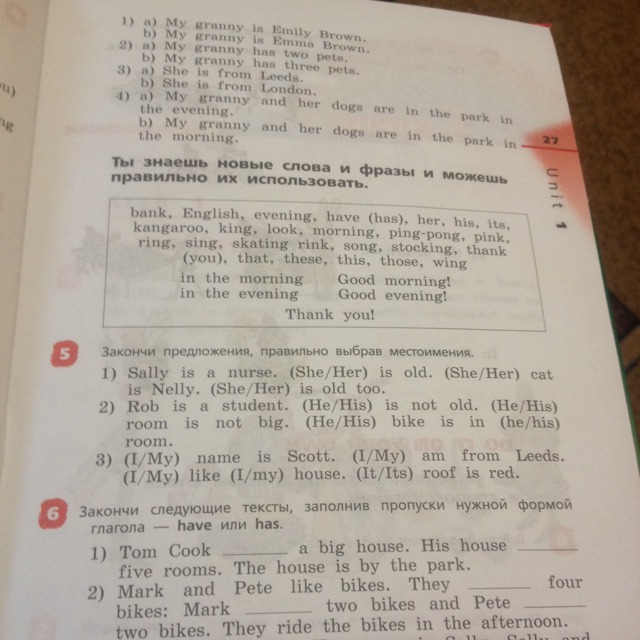 1) a) My granny is Emily Brown.
b) My granny is Emma Brown.
2) a) My granny has two pets.
b) My granny has three pets.
3) a) She is from Leeds.
b) She is from London.
4) a) My granny and her dogs are in the park in
the evening.
b) My granny and her dogs are in the park in
the morning.
27
Unit 1
Ты знаешь новые слова и фразы и можешь
правильно их использовать.
bank, English, evening, have (has), her, his, its,
kangaroo, king, look, morning, ping-pong, pink,
ring, sing, skating rink, song, stocking, thank
(you), that, these, this, those, wing
in the morning Good morning!
in the evening Good evening!
Thank you!
5 Закончи предложения, правильно выбрав местоимения.
1) Sally is a nurse. (She/Her) is old. (She/Her) cat
is Nelly. (She/Her) is old too.
2) Rob is a student. (He/His) is not old. (He/His)
room is not big. (He/His) bike is in (he/his)
room.
3) (I/My) name is Scott. (I/My) am from Leeds.
(I/My) like (I/my) house. (It/Its) roof is red.
6 Закончи следующие тексты, заполнив пропуски нужной формой
глагола — have или has.
1) Tom Cook ______ a big house. His house ______
five rooms. The house is by the park.
2) Mark and Pete like bikes. They ______ four
bikes: Mark ______ two bikes and Pete ______
two bikes. They ride the bikes in the afternoon.